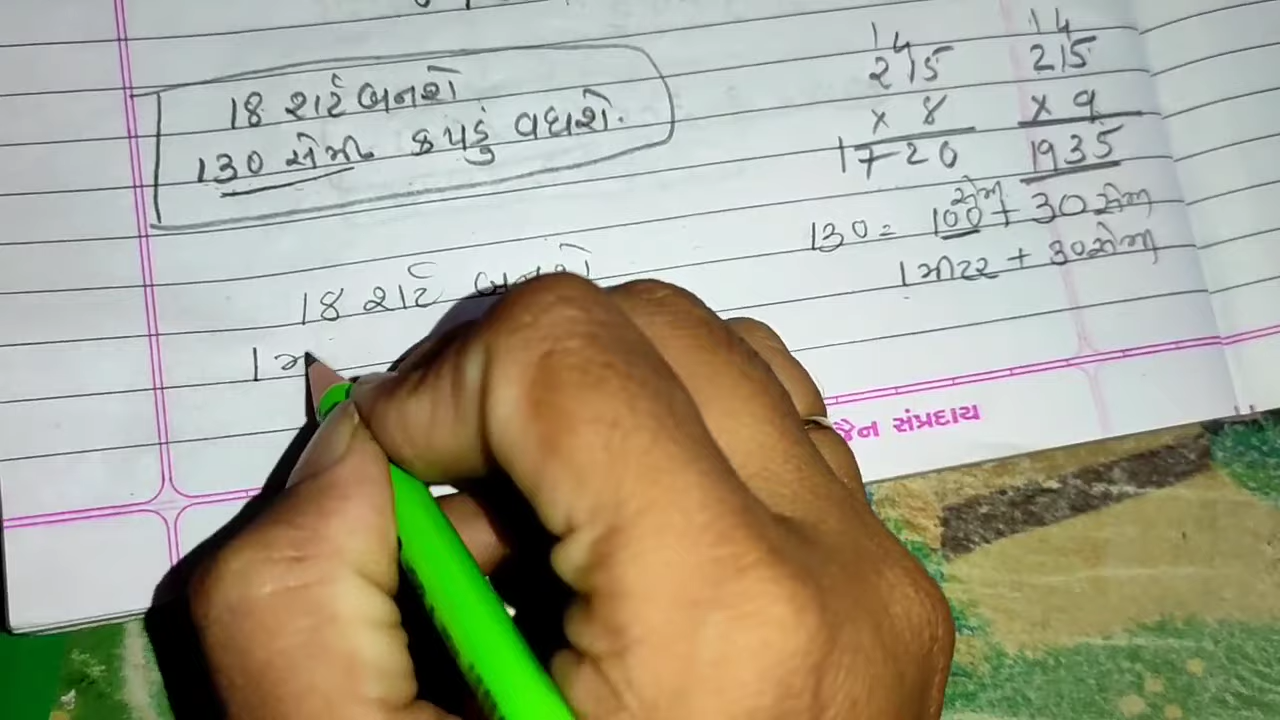 18 શર્ટ બનશે
130 સેમી કપડું વધશે.
18 શર્ટ બનશે
1 મ
14
215
x 8
1720
14
215
x 9
1935
130 = 100 સેમી + 30 સેમી
1 મીટર + 30 સેમી
જૈન સંપ્રદાય